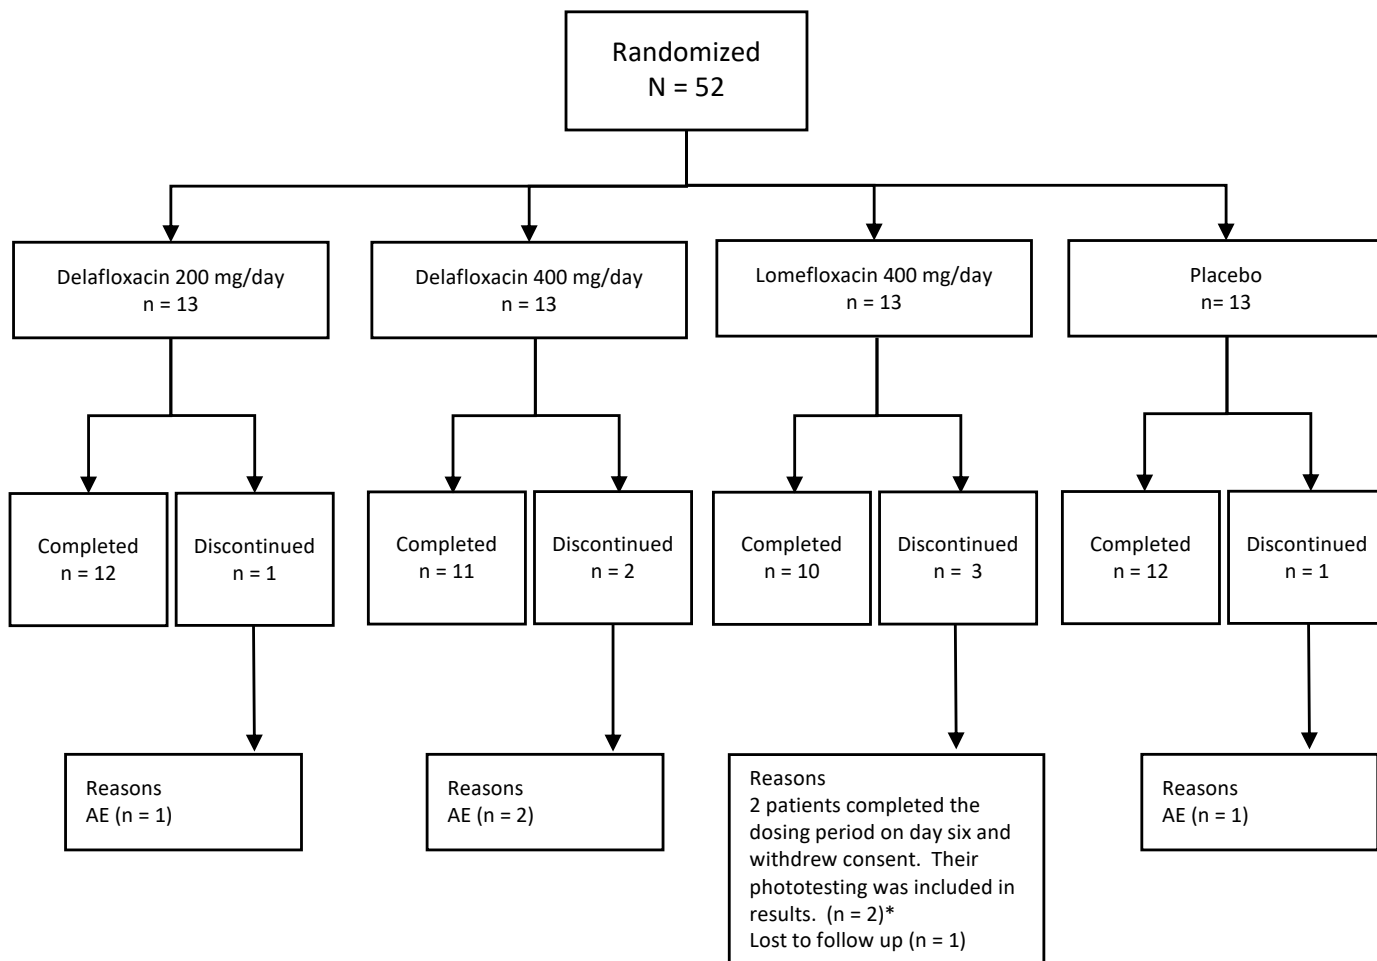 Randomized
N = 52
Delafloxacin 200 mg/day
n = 13
Delafloxacin 400 mg/day
n = 13
Lomefloxacin 400 mg/day
n = 13
Placebo
n= 13
Completed
n = 12
Discontinued
n = 1
Completed
n = 11
Discontinued
n = 2
Completed
n = 10
Discontinued
n =  3
Completed
n = 12
Discontinued
n = 1
Reasons
AE (n = 1)
Reasons
AE (n = 2)
Reasons
2 patients completed the
dosing period on day six and
withdrew consent.  Their
phototesting was included in
results.  (n = 2)*
Lost to follow up (n = 1)
Reasons
AE (n = 1)